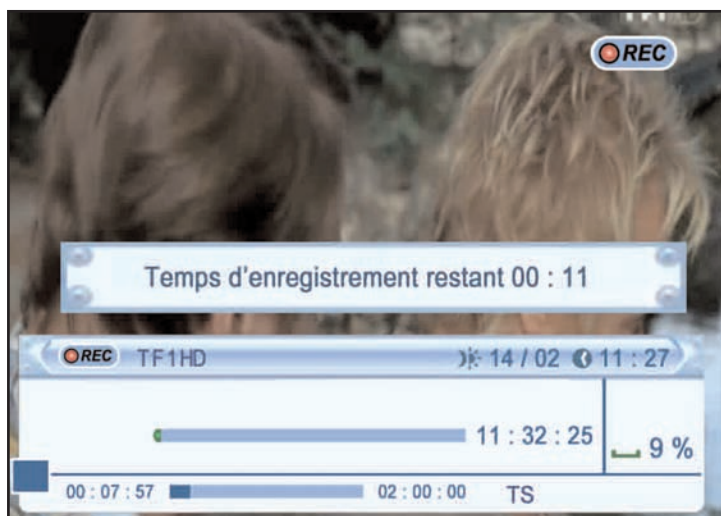 REC
Temps d'enregistrement restant 00 : 11
REC TF1HD 14 / 02 11 : 27
11 : 32 : 25
9 %
00 : 07 : 57 02 : 00 : 00 TS